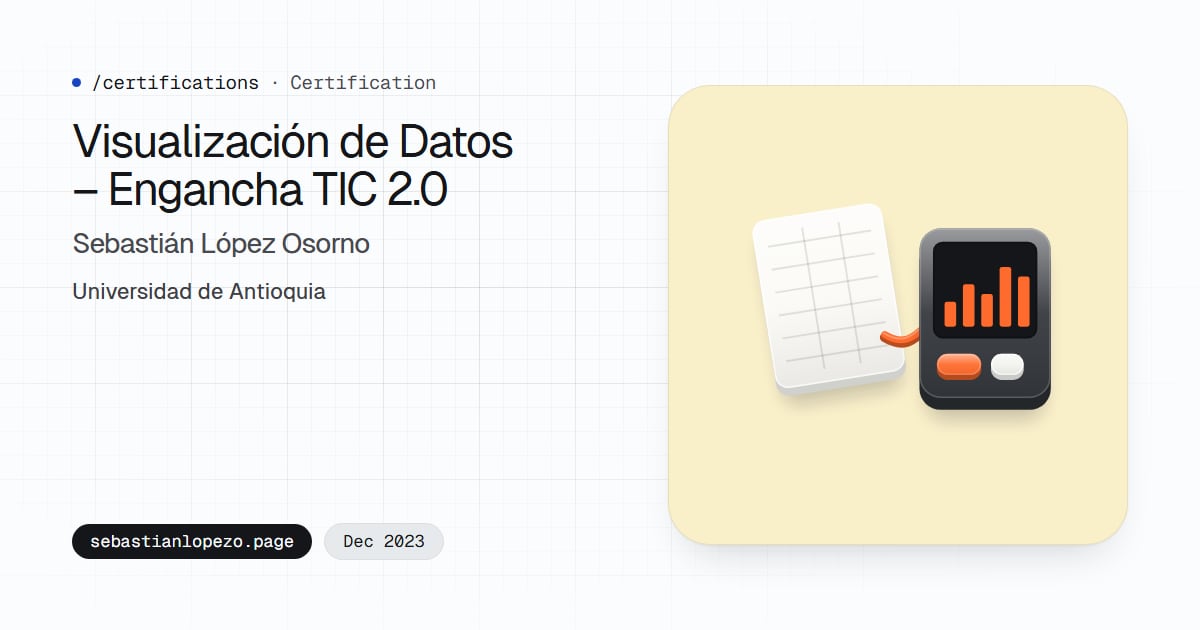 /certifications · Certification
Visualización de Datos
– Engancha TIC 2.0
Sebastián López Osorno
Universidad de Antioquia
sebastianlopezo.page
Dec 2023